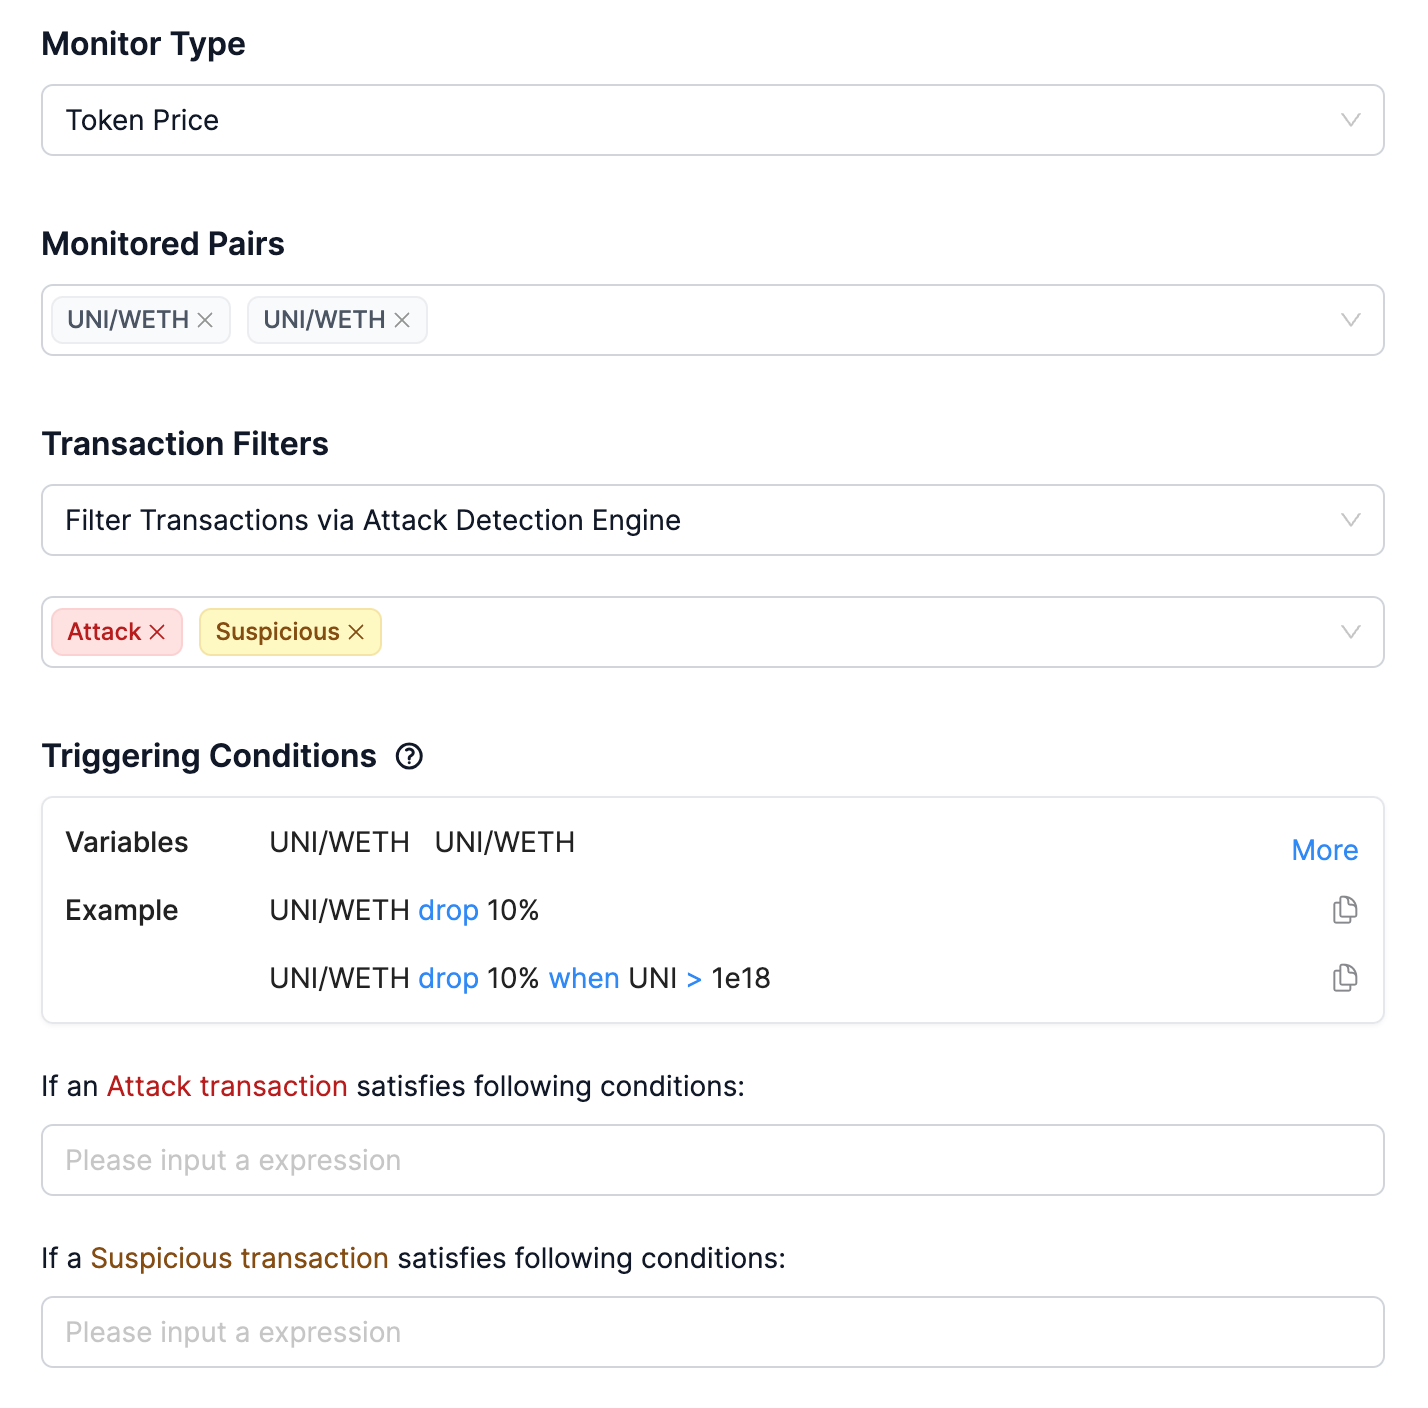 Monitor Type
Token Price
Monitored Pairs
UNI/WETH UNI/WETH
Transaction Filters
Filter Transactions via Attack Detection Engine
Attack Suspicious
Triggering Conditions
Variables UNI/WETH UNI/WETH More
Example UNI/WETH drop 10%
UNI/WETH drop 10% when UNI > 1e18
If an Attack transaction satisfies following conditions:
Please input a expression
If a Suspicious transaction satisfies following conditions:
Please input a expression